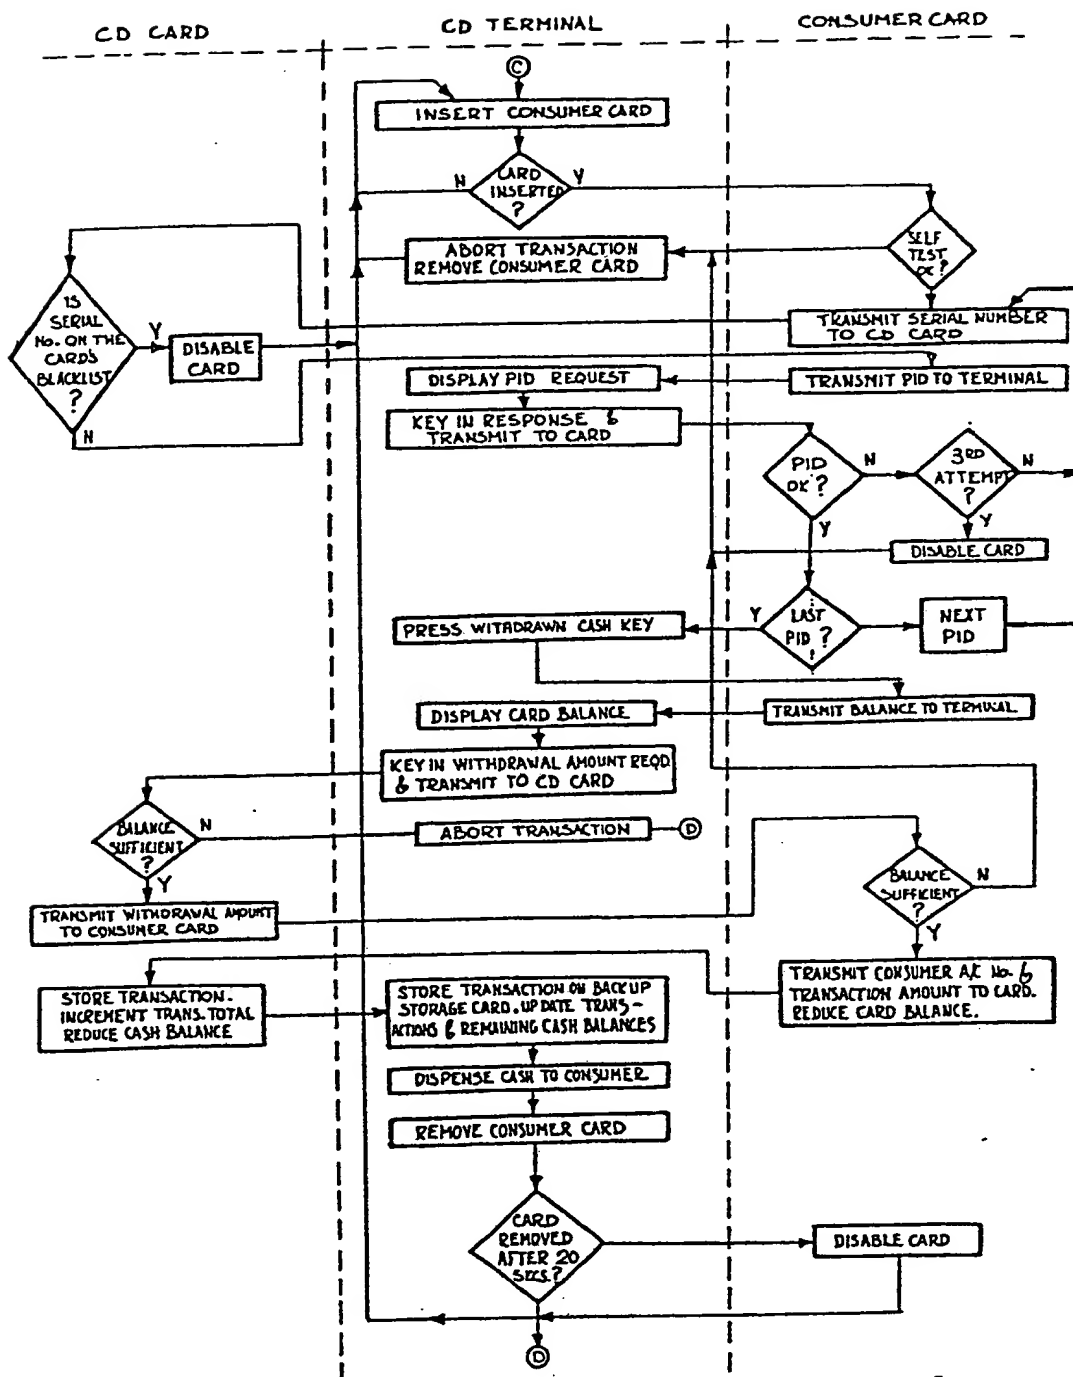 CD CARD
CD TERMINAL
CONSUMER CARD
C
INSERT CONSUMER CARD
CARD
INSERTED
?
N
Y
SELF
TEST
OK?
ABORT TRANSACTION
REMOVE CONSUMER CARD
IS
SERIAL
No. ON THE
CARD'S
BLACKLIST
?
Y
N
DISABLE
CARD
TRANSMIT SERIAL NUMBER
TO CD CARD
TRANSMIT PID TO TERMINAL
DISPLAY PID REQUEST
KEY IN RESPONSE &
TRANSMIT TO CARD
PID
OK?
N
Y
3RD
ATTEMPT
?
N
Y
DISABLE CARD
LAST
PID?
Y
NEXT
PID
PRESS WITHDRAWN CASH KEY
TRANSMIT BALANCE TO TERMINAL
DISPLAY CARD BALANCE
KEY IN WITHDRAWAL AMOUNT REQD
& TRANSMIT TO CD CARD
BALANCE
SUFFICIENT
?
N
Y
ABORT TRANSACTION
D
TRANSMIT WITHDRAWAL AMOUNT
TO CONSUMER CARD
BALANCE
SUFFICIENT
?
N
Y
TRANSMIT CONSUMER A/C No. &
TRANSACTION AMOUNT TO CARD.
REDUCE CARD BALANCE.
STORE TRANSACTION-
INCREMENT TRANS. TOTAL
REDUCE CASH BALANCE
STORE TRANSACTION ON BACKUP
STORAGE CARD. UPDATE TRANS-
ACTIONS & REMAINING CASH BALANCES
DISPENSE CASH TO CONSUMER
REMOVE CONSUMER CARD
CARD
REMOVED
AFTER 20
SECS.?
DISABLE CARD
D